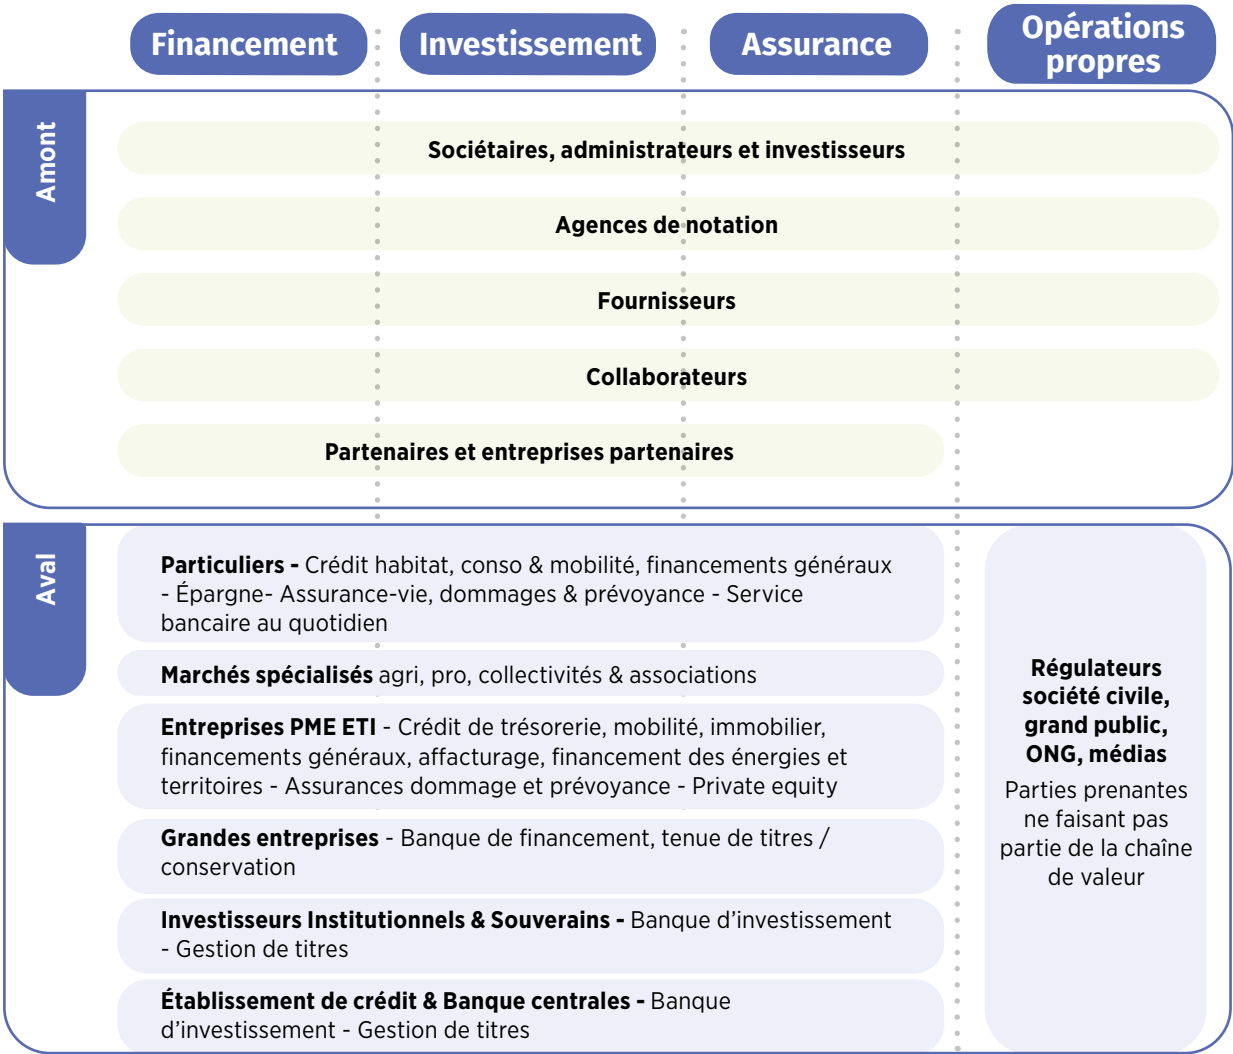 Financement
Investissement
Assurance
Opérations
propres
Amont
Sociétaires, administrateurs et investisseurs
Agences de notation
Fournisseurs
Collaborateurs
Partenaires et entreprises partenaires
Aval
Particuliers - Crédit habitat, conso & mobilité, financements généraux
- Épargne- Assurance-vie, dommages & prévoyance - Service
bancaire au quotidien
Marchés spécialisés agri, pro, collectivités & associations
Entreprises PME ETI - Crédit de trésorerie, mobilité, immobilier,
financements généraux, affacturage, financement des énergies et
territoires - Assurances dommage et prévoyance - Private equity
Grandes entreprises - Banque de financement, tenue de titres /
conservation
Investisseurs Institutionnels & Souverains - Banque d’investissement
- Gestion de titres
Établissement de crédit & Banque centrales - Banque
d’investissement - Gestion de titres
Régulateurs
société civile,
grand public,
ONG, médias
Parties prenantes
ne faisant pas
partie de la chaîne
de valeur